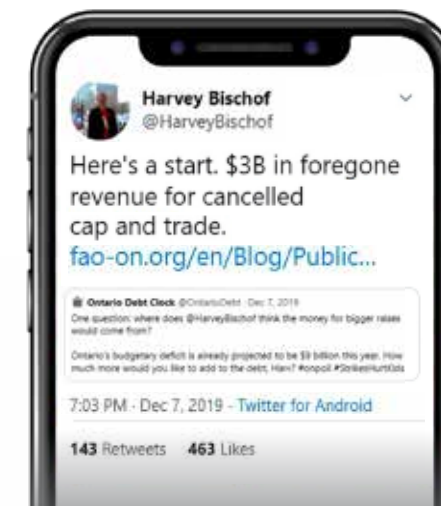 Harvey Bischof
@HarveyBischof
Here's a start. $3B in foregone
revenue for cancelled
cap and trade.
fao-on.org/en/Blog/Public...
Ontario Debt Clock @OntarioDebt · Dec 7, 2019
One question: where does @HarveyBischof think the money for bigger raises
would come from?
Ontario's budgetary deficit is already projected to be $9 billion this year. How
much more would you like to add to the debt, Harv? #onpoli #StrikesHurtKids
7:03 PM · Dec 7, 2019 · Twitter for Android
143 Retweets 463 Likes